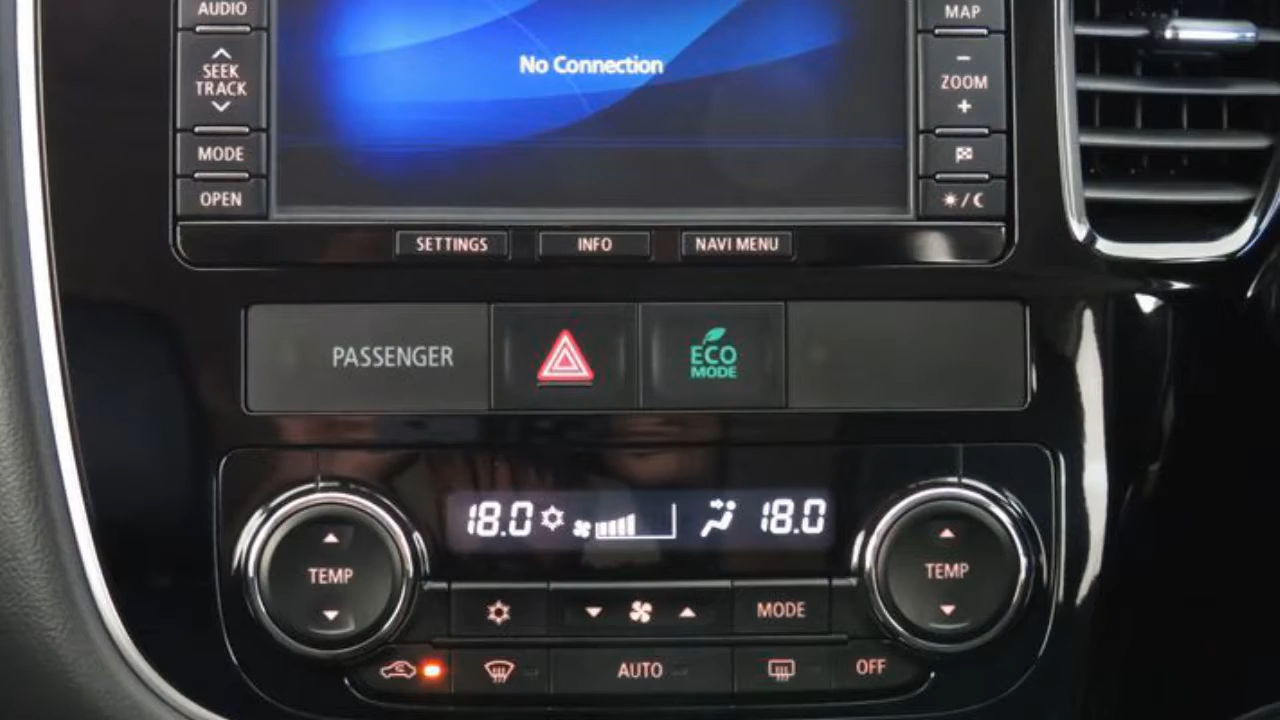 AUDIO
SEEK
TRACK
MODE
OPEN
No Connection
MAP
−
ZOOM
+
SETTINGS
INFO
NAVI MENU
PASSENGER
ECO
MODE
18.0
18.0
TEMP
TEMP
MODE
AUTO
OFF